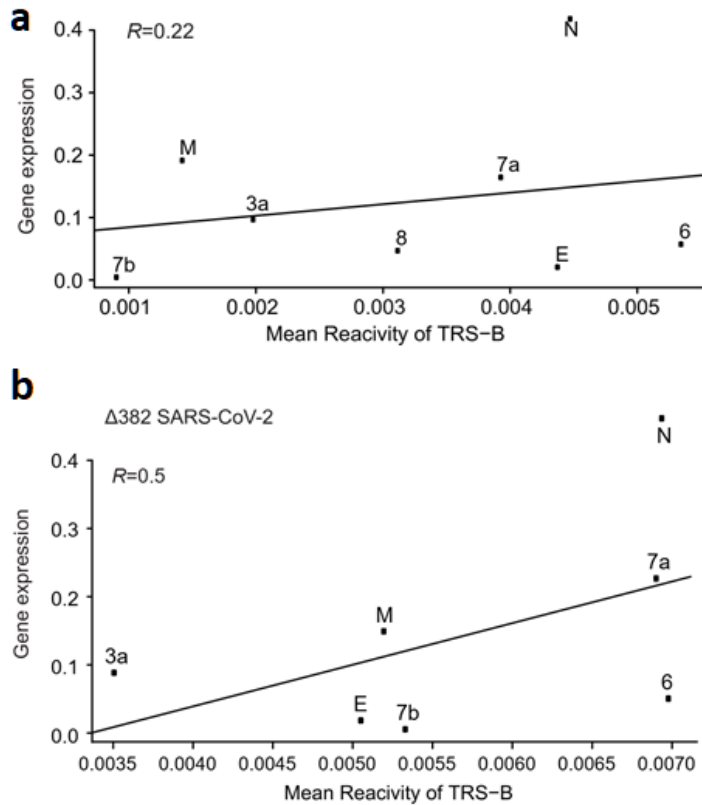 a
R=0.22
0.4
0.3
0.2
0.1
0.0
Gene expression
N
M
7a
3a
8
6
E
7b
0.001 0.002 0.003 0.004 0.005
Mean Reacivity of TRS−B
b
Δ382 SARS-CoV-2
R=0.5
0.4
0.3
0.2
0.1
0.0
Gene expression
N
7a
M
3a
6
E
7b
0.0035 0.0040 0.0045 0.0050 0.0055 0.0060 0.0065 0.0070
Mean Reacivity of TRS−B